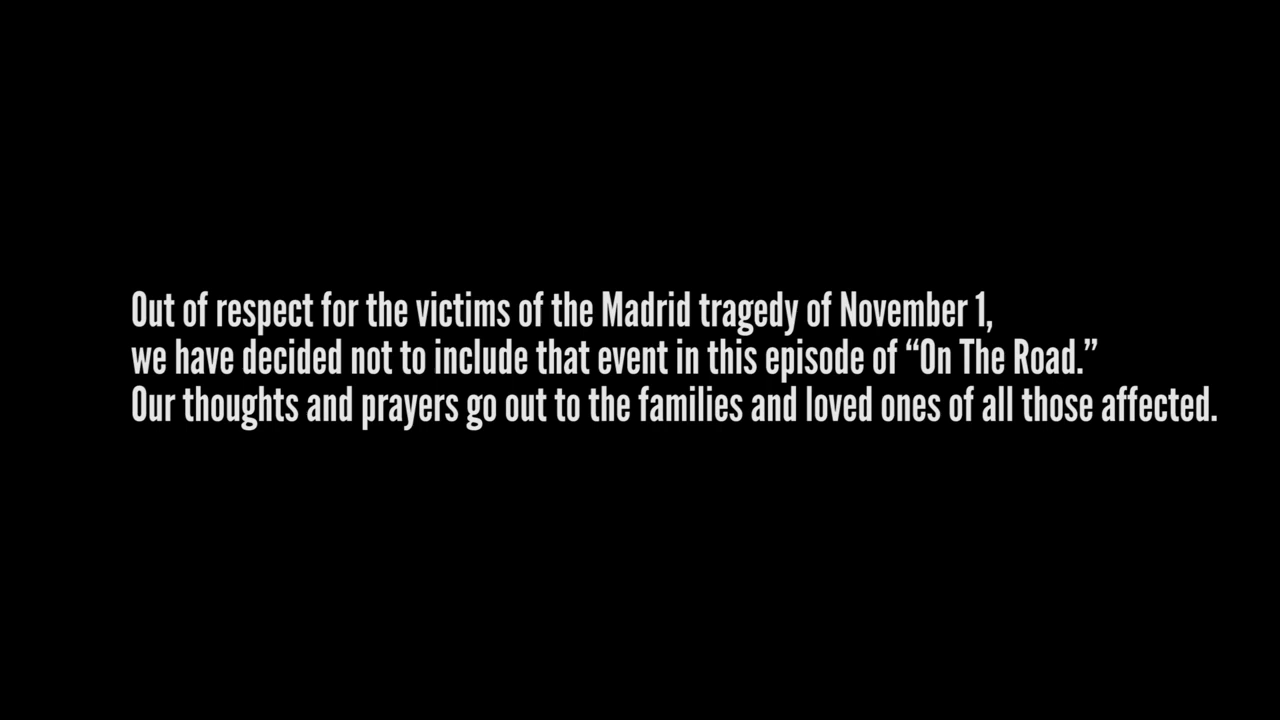 Out of respect for the victims of the Madrid tragedy of November 1,
we have decided not to include that event in this episode of “On The Road.”
Our thoughts and prayers go out to the families and loved ones of all those affected.